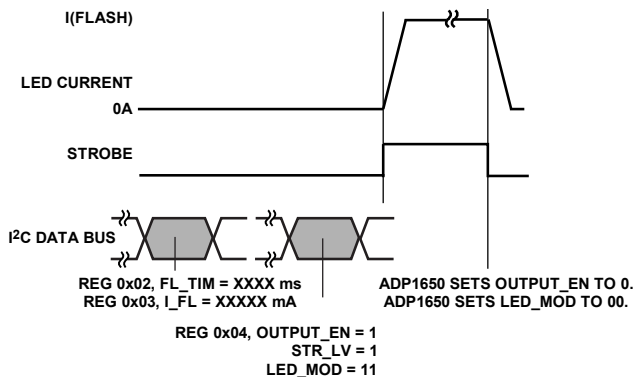 I(FLASH)
LED CURRENT
0A
STROBE
I²C DATA BUS
REG 0x02, FL_TIM = XXXX ms
REG 0x03, I_FL = XXXXX mA
ADP1650 SETS OUTPUT_EN TO 0.
ADP1650 SETS LED_MOD TO 00.
REG 0x04, OUTPUT_EN = 1
STR_LV = 1
LED_MOD = 11